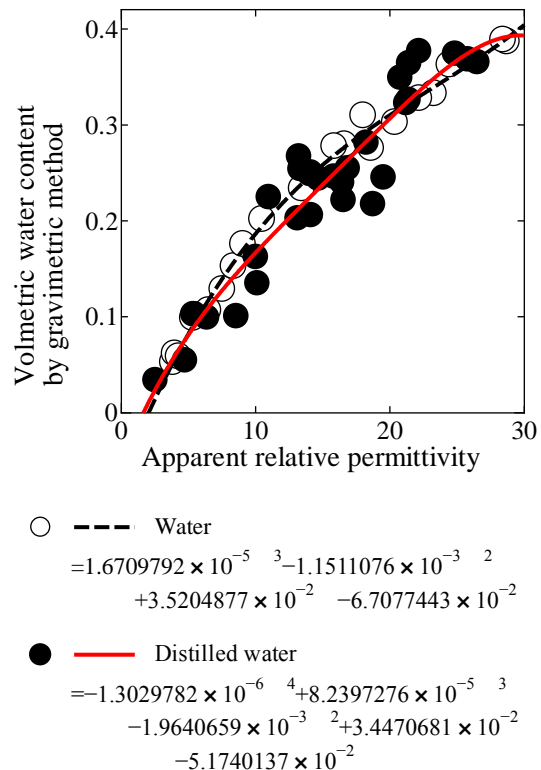 0.4
0.3
0.2
0.1
0
0 10 20 30
Volmetric water content
by gravimetric method
Apparent relative permittivity
Water
=1.6709792 × 10⁻⁵ ³−1.1511076 × 10⁻³ ²
+3.5204877 × 10⁻² −6.7077443 × 10⁻²
Distilled water
=−1.3029782 × 10⁻⁶ ⁴+8.2397276 × 10⁻⁵ ³
−1.9640659 × 10⁻³ ²+3.4470681 × 10⁻²
−5.1740137 × 10⁻²